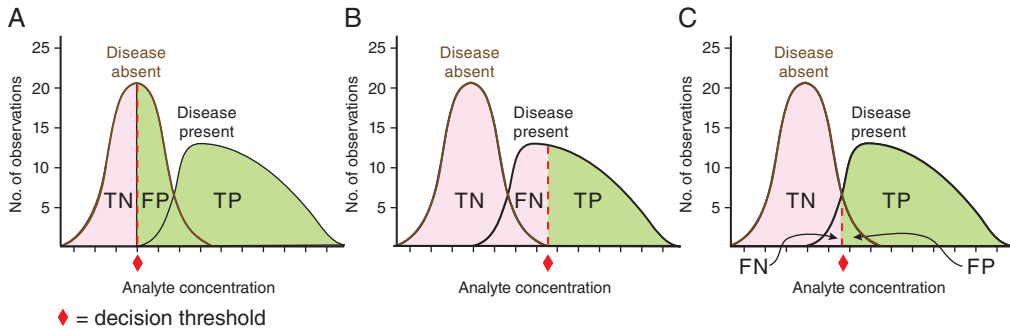 A
B
C
25
20
15
10
5
No. of observations
Disease
absent
Disease
present
TN
FP
TP
Analyte concentration
25
20
15
10
5
No. of observations
Disease
absent
Disease
present
TN
FN
TP
Analyte concentration
25
20
15
10
5
No. of observations
Disease
absent
Disease
present
TN
TP
FN
FP
Analyte concentration
= decision threshold